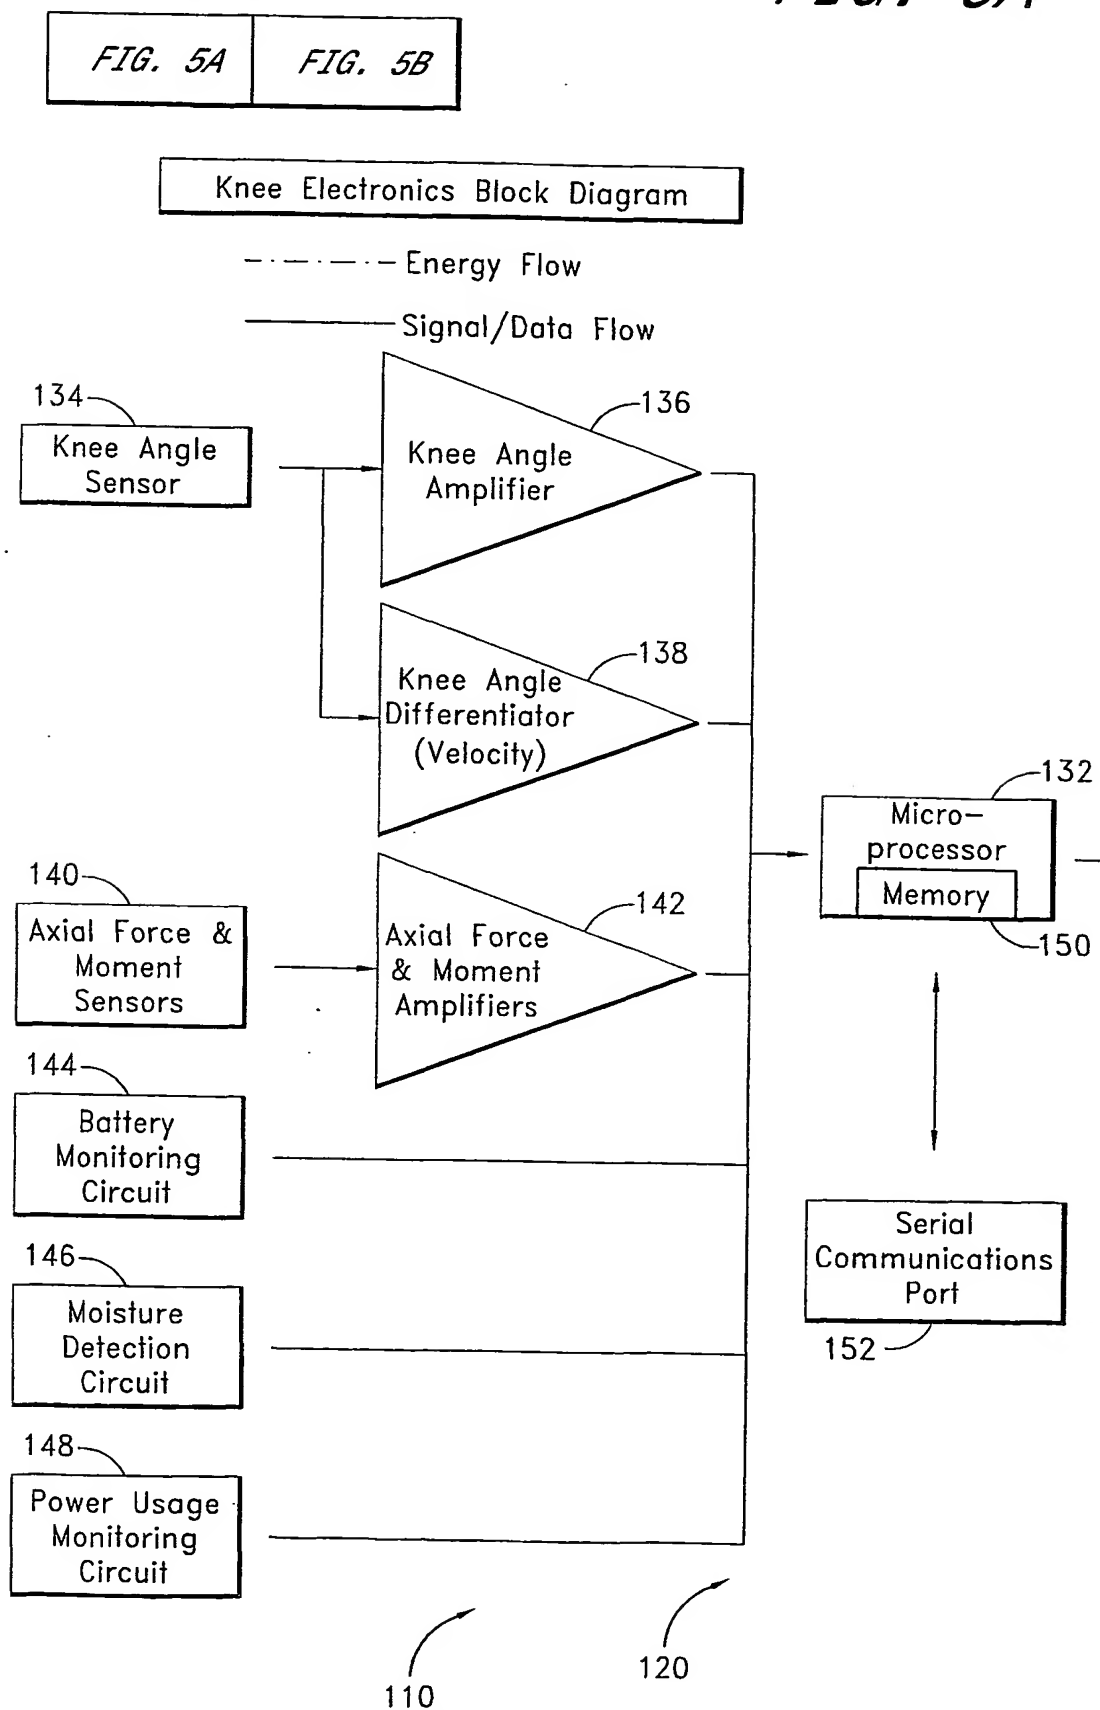 FIG. 5A
FIG. 5B
Knee Electronics Block Diagram
Energy Flow
Signal/Data Flow
134
Knee Angle
Sensor
136
Knee Angle
Amplifier
138
Knee Angle
Differentiator
(Velocity)
132
Micro-
processor
Memory
150
140
Axial Force &
Moment
Sensors
142
Axial Force
& Moment
Amplifiers
144
Battery
Monitoring
Circuit
Serial
Communications
Port
152
146
Moisture
Detection
Circuit
148
Power Usage
Monitoring
Circuit
110
120